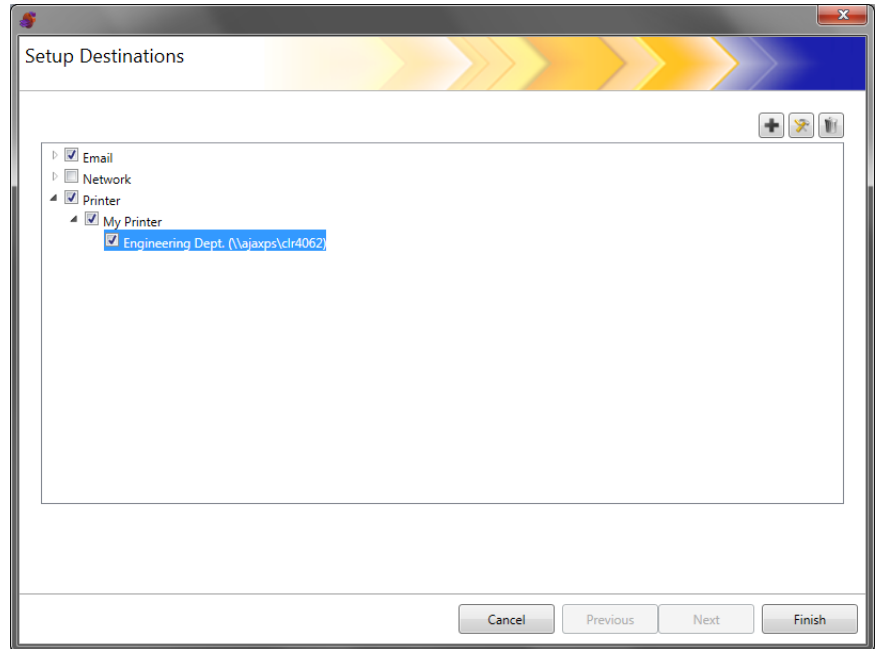 Setup Destinations
Email
Network
Printer
My Printer
Engineering Dept. (\\ajaxps\clr4062)
Cancel Previous Next Finish